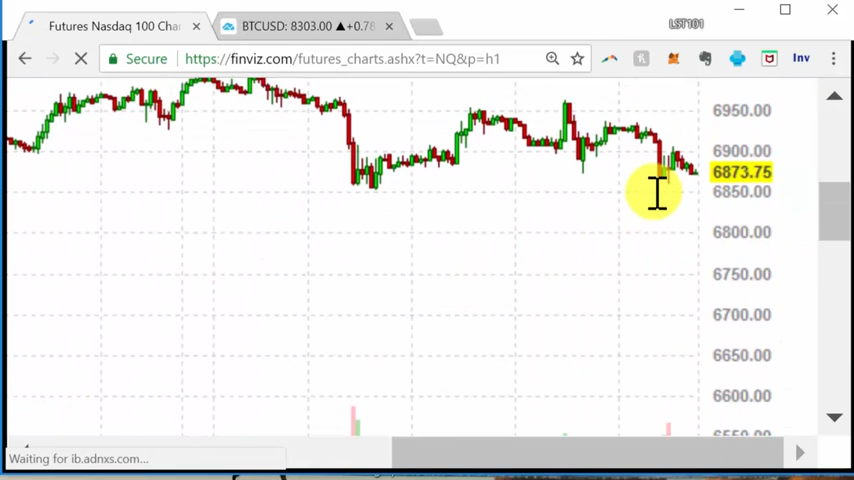 Futures Nasdaq 100 Cha
BTCUSD: 8303.00 ▲+0.78
LST101
Secure
https://finviz.com/futures_charts.ashx?t=NQ&p=h1
Inv
6950.00
6900.00
6873.75
6850.00
6800.00
6750.00
6700.00
6650.00
6600.00
6550.00
Waiting for ib.adnxs.com...